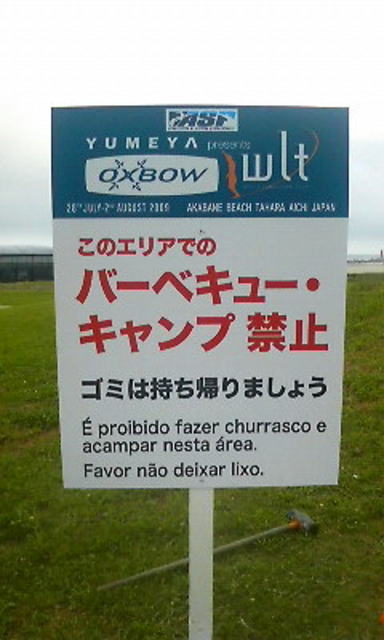 ASP
YUMEYA presents
OXBOW wlt
28TH JULY-2ND AUGUST 2009 AKABANE BEACH TAHARA AICHI JAPAN
このエリアでの
バーベキュー・
キャンプ 禁止
ゴミは持ち帰りましょう
É proibido fazer churrasco e
acampar nesta área.
Favor não deixar lixo.